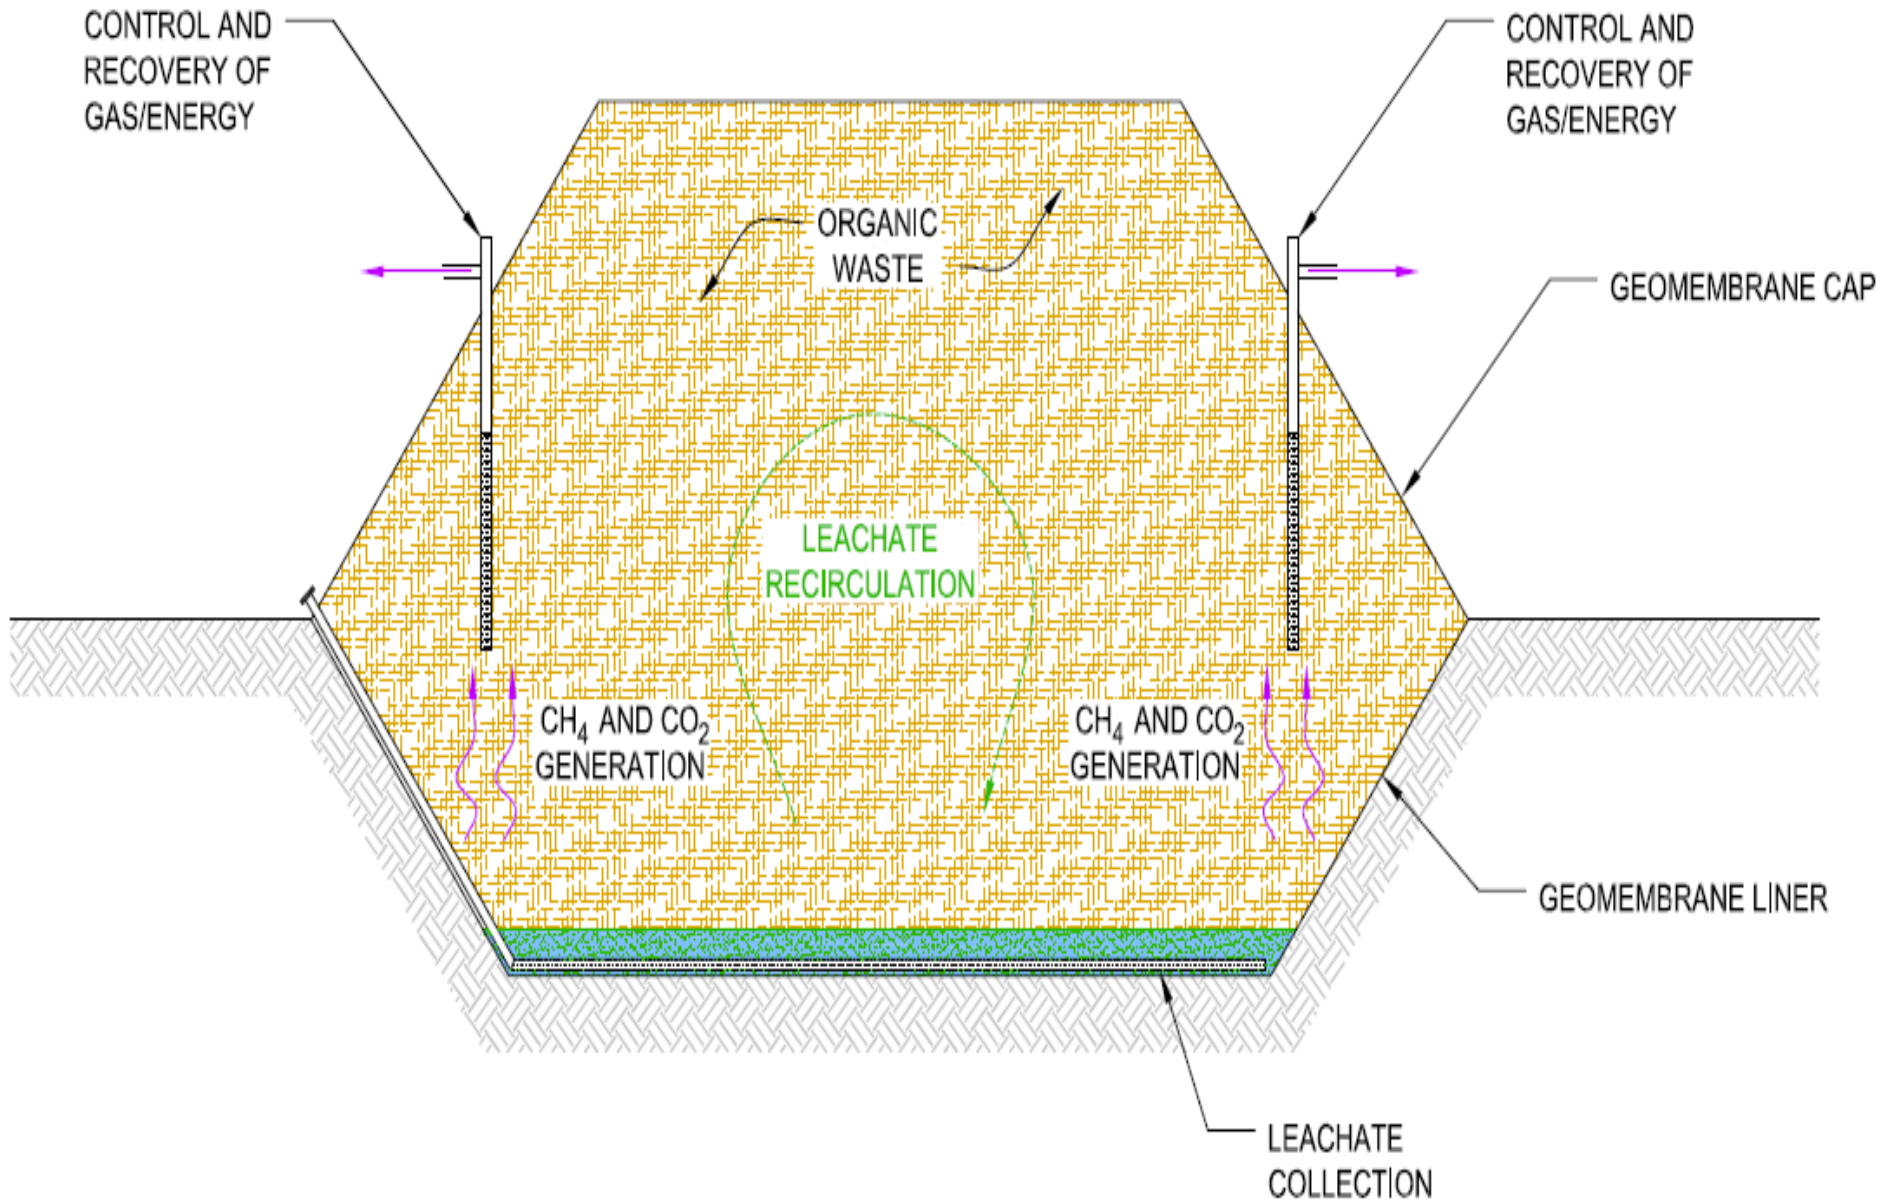 CONTROL AND
RECOVERY OF
GAS/ENERGY
CONTROL AND
RECOVERY OF
GAS/ENERGY
ORGANIC
WASTE
GEOMEMBRANE CAP
LEACHATE
RECIRCULATION
CH₄ AND CO₂
GENERATION
CH₄ AND CO₂
GENERATION
GEOMEMBRANE LINER
LEACHATE
COLLECTION